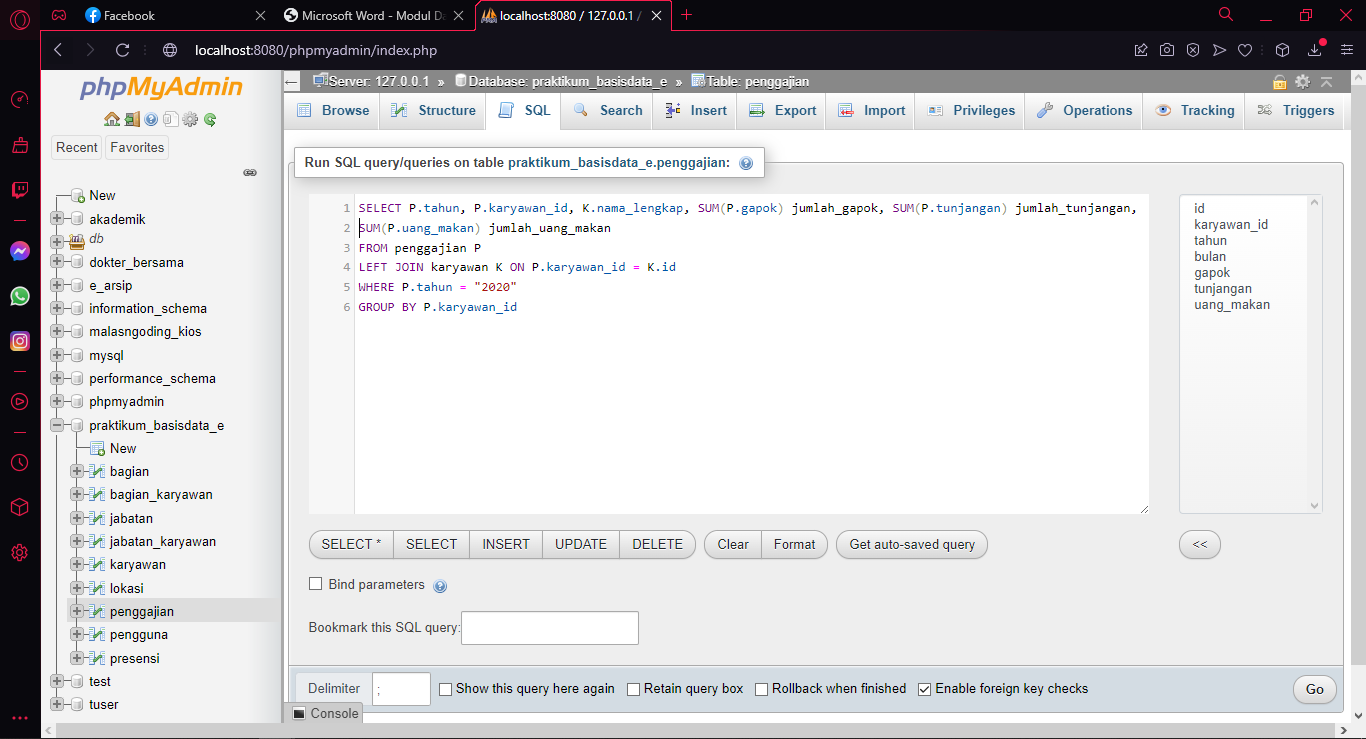 Facebook
Microsoft Word - Modul Da
localhost:8080 / 127.0.0.1 /
localhost:8080/phpmyadmin/index.php
phpMyAdmin
Recent
Favorites
New
akademik
db
dokter_bersama
e_arsip
information_schema
malasngoding_kios
mysql
performance_schema
phpmyadmin
praktikum_basisdata_e
New
bagian
bagian_karyawan
jabatan
jabatan_karyawan
karyawan
lokasi
penggajian
pengguna
presensi
test
tuser
Server: 127.0.0.1 » Database: praktikum_basisdata_e » Table: penggajian
Browse Structure SQL Search Insert Export Import Privileges Operations Tracking Triggers
Run SQL query/queries on table praktikum_basisdata_e.penggajian:
1 SELECT P.tahun, P.karyawan_id, K.nama_lengkap, SUM(P.gapok) jumlah_gapok, SUM(P.tunjangan) jumlah_tunjangan,
2 SUM(P.uang_makan) jumlah_uang_makan
3 FROM penggajian P
4 LEFT JOIN karyawan K ON P.karyawan_id = K.id
5 WHERE P.tahun = "2020"
6 GROUP BY P.karyawan_id
id
karyawan_id
tahun
bulan
gapok
tunjangan
uang_makan
SELECT * SELECT INSERT UPDATE DELETE Clear Format Get auto-saved query <<
Bind parameters
Bookmark this SQL query:
Delimiter ; Show this query here again Retain query box Rollback when finished Enable foreign key checks Go
Console